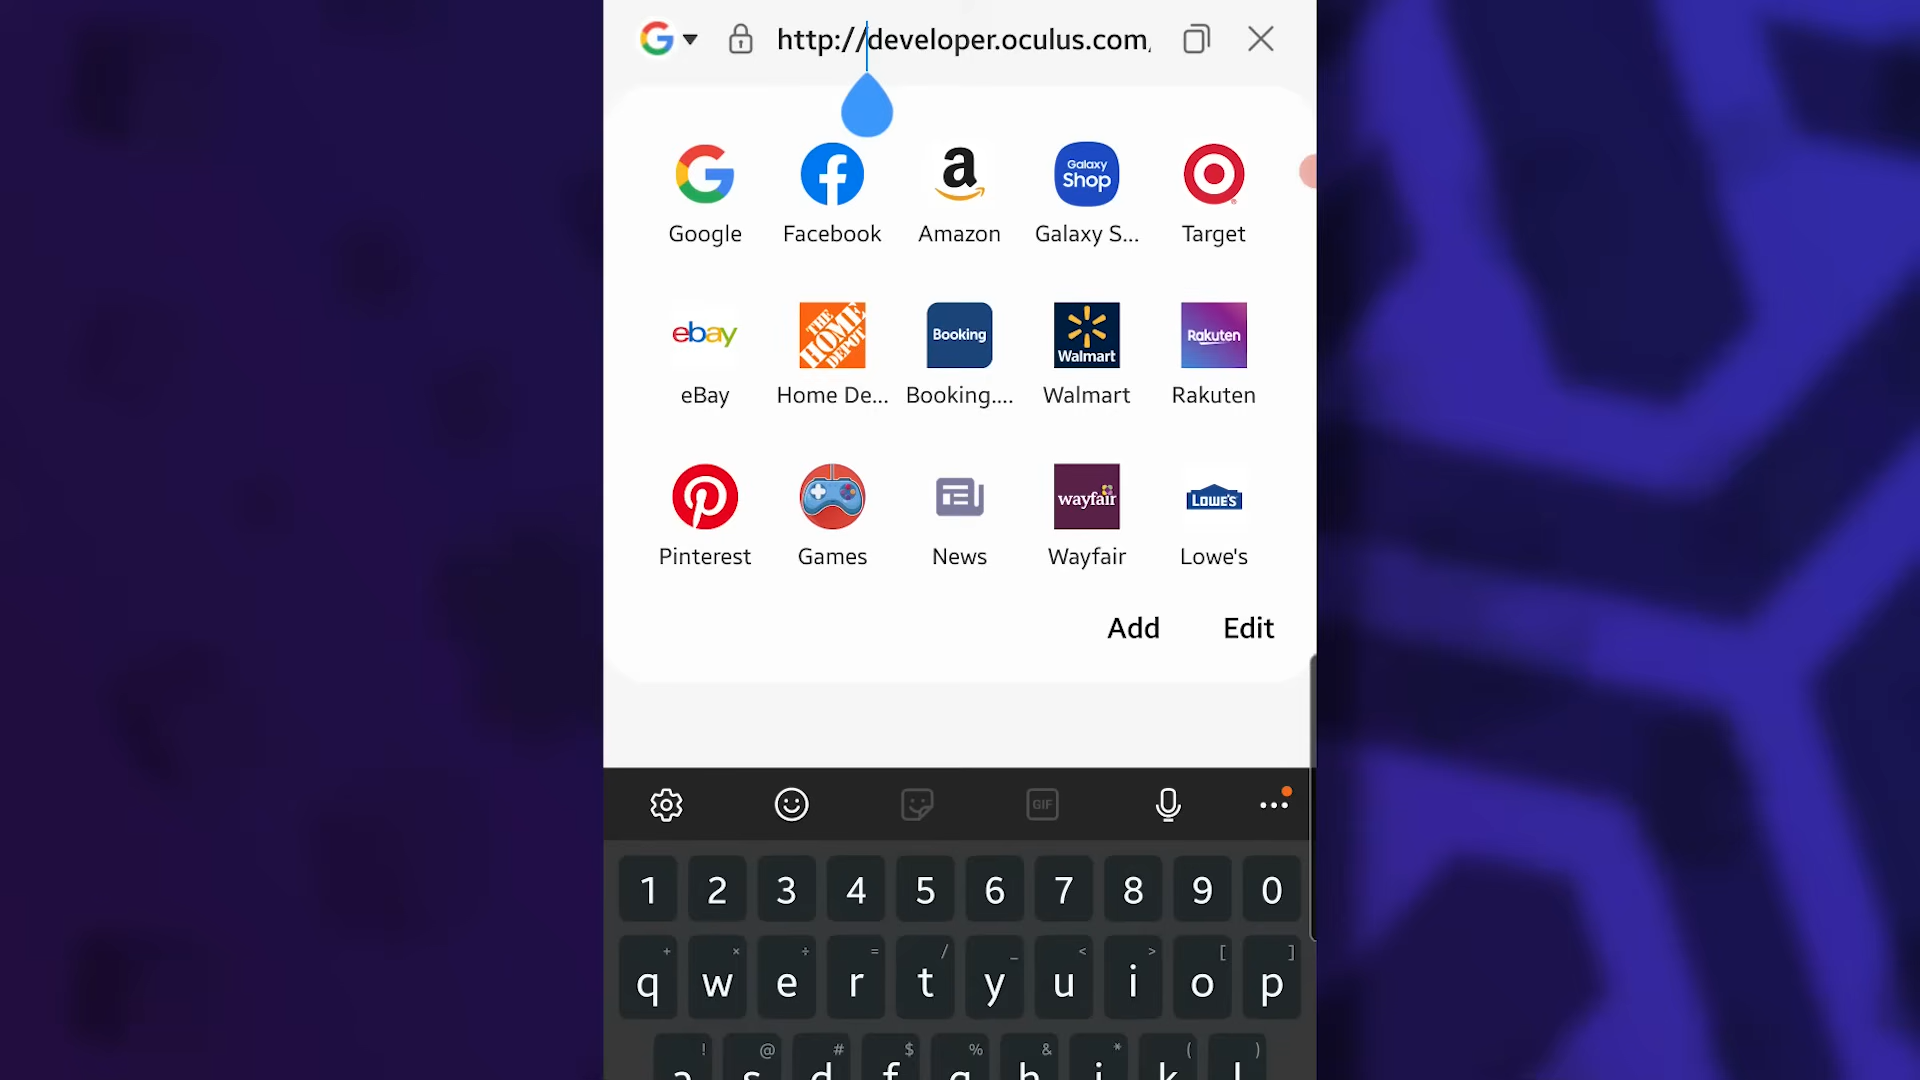 http://developer.oculus.com
Galaxy Shop
Google Facebook Amazon Galaxy S... Target
ebay THE HOME DEPOT Booking Walmart Rakuten
eBay Home De... Booking.... Walmart Rakuten
wayfair LOWE'S
Pinterest Games News Wayfair Lowe's
Add Edit
GIF
1 2 3 4 5 6 7 8 9 0
+ × ÷ = / _ < > [ ]
q w e r t y u i o p
! @ # $ % & * ( )
a s d f g h j k l